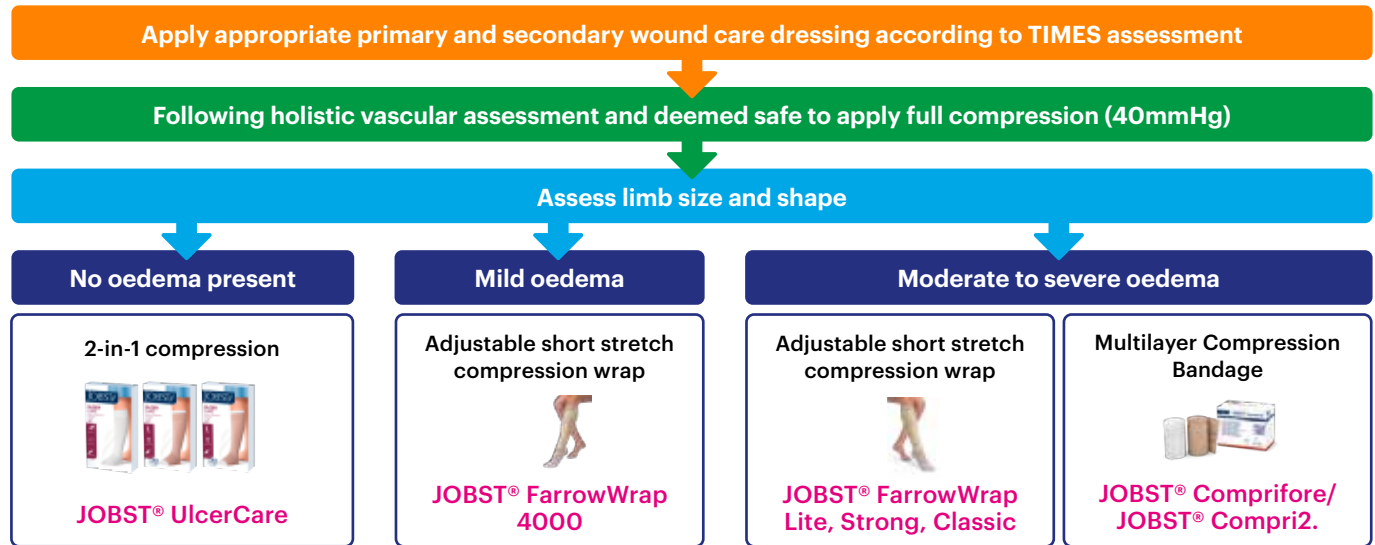 Apply appropriate primary and secondary wound care dressing according to TIMES assessment
Following holistic vascular assessment and deemed safe to apply full compression (40mmHg)
Assess limb size and shape
No oedema present
Mild oedema
Moderate to severe oedema
2-in-1 compression
JOBST® UlcerCare
Adjustable short stretch
compression wrap
JOBST® FarrowWrap
4000
Adjustable short stretch
compression wrap
JOBST® FarrowWrap
Lite, Strong, Classic
Multilayer Compression
Bandage
JOBST® Comprifore/
JOBST® Compri2.